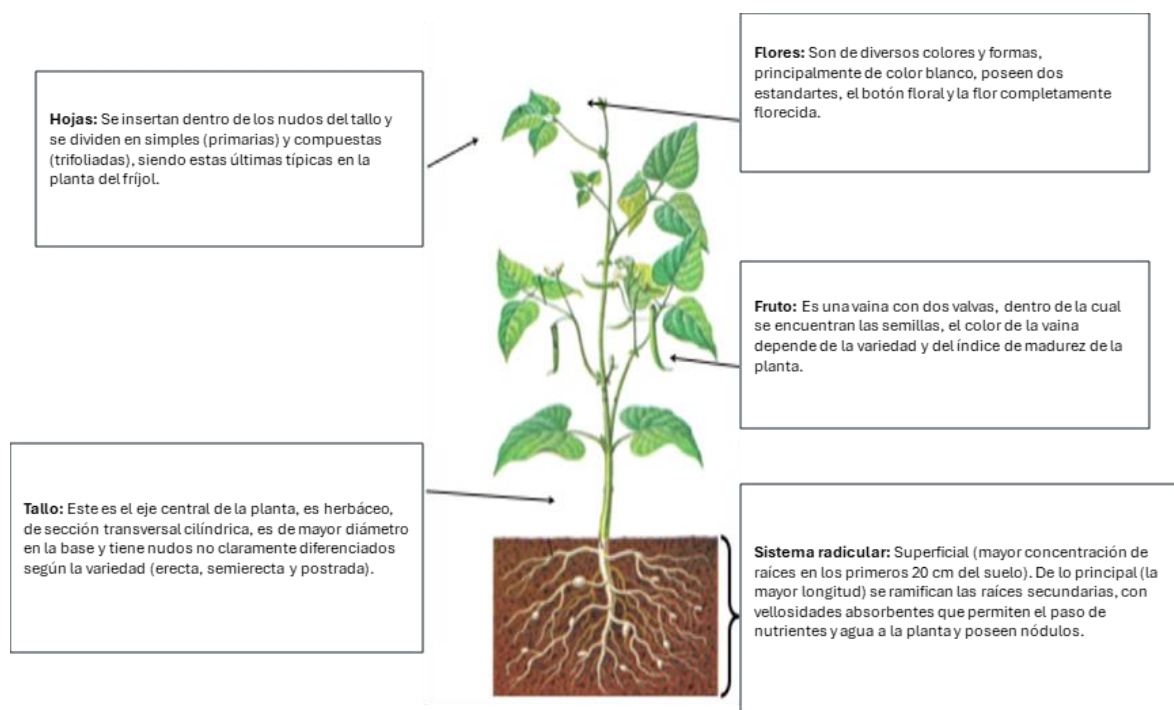 Flores: Son de diversos colores y formas,
principalmente de color blanco, poseen dos
estandartes, el botón floral y la flor completamente
florecida.
Hojas: Se insertan dentro de los nudos del tallo y
se dividen en simples (primarias) y compuestas
(trifoliadas), siendo estas últimas típicas en la
planta del fríjol.
Fruto: Es una vaina con dos valvas, dentro de la cual
se encuentran las semillas, el color de la vaina
depende de la variedad y del índice de madurez de la
planta.
Tallo: Este es el eje central de la planta, es herbáceo,
de sección transversal cilíndrica, es de mayor diámetro
en la base y tiene nudos no claramente diferenciados
según la variedad (erecta, semierecta y postrada).
Sistema radicular: Superficial (mayor concentración de
raíces en los primeros 20 cm del suelo). De lo principal (la
mayor longitud) se ramifican las raíces secundarias, con
vellosidades absorbentes que permiten el paso de
nutrientes y agua a la planta y poseen nódulos.